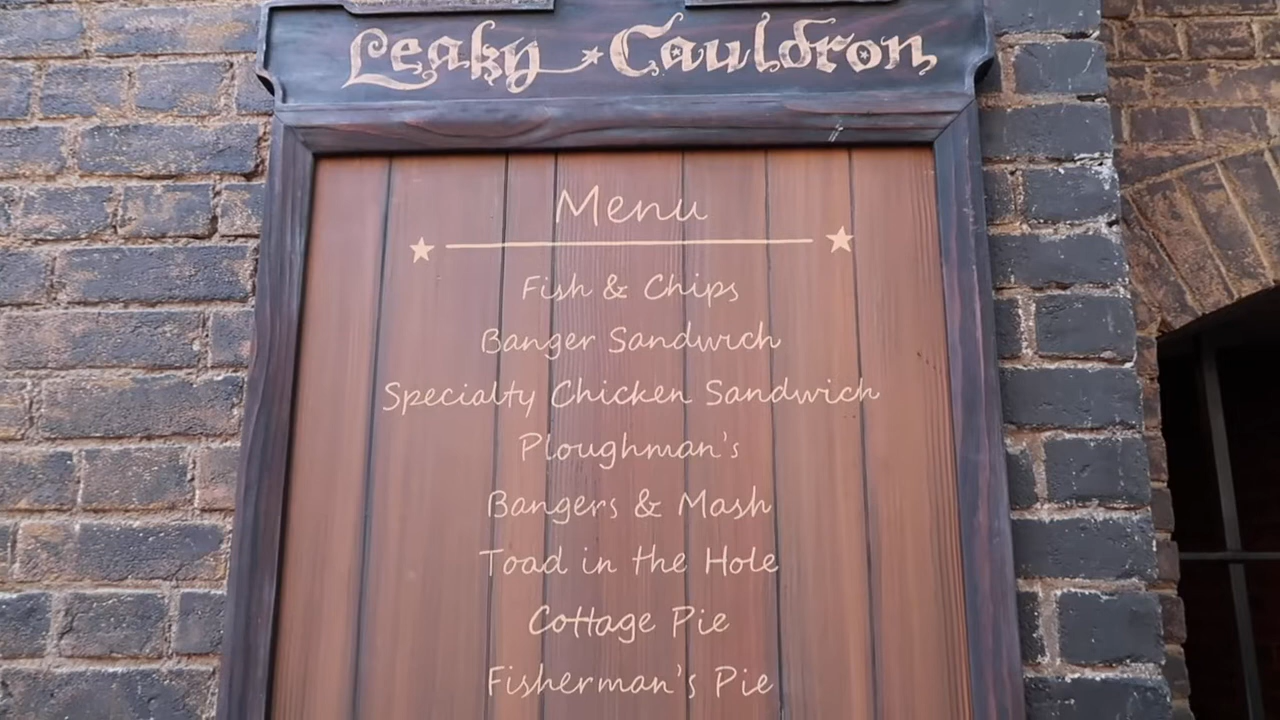 Leaky Cauldron
Menu
Fish & Chips
Banger Sandwich
Specialty Chicken Sandwich
Ploughman's
Bangers & Mash
Toad in the Hole
Cottage Pie
Fisherman's Pie